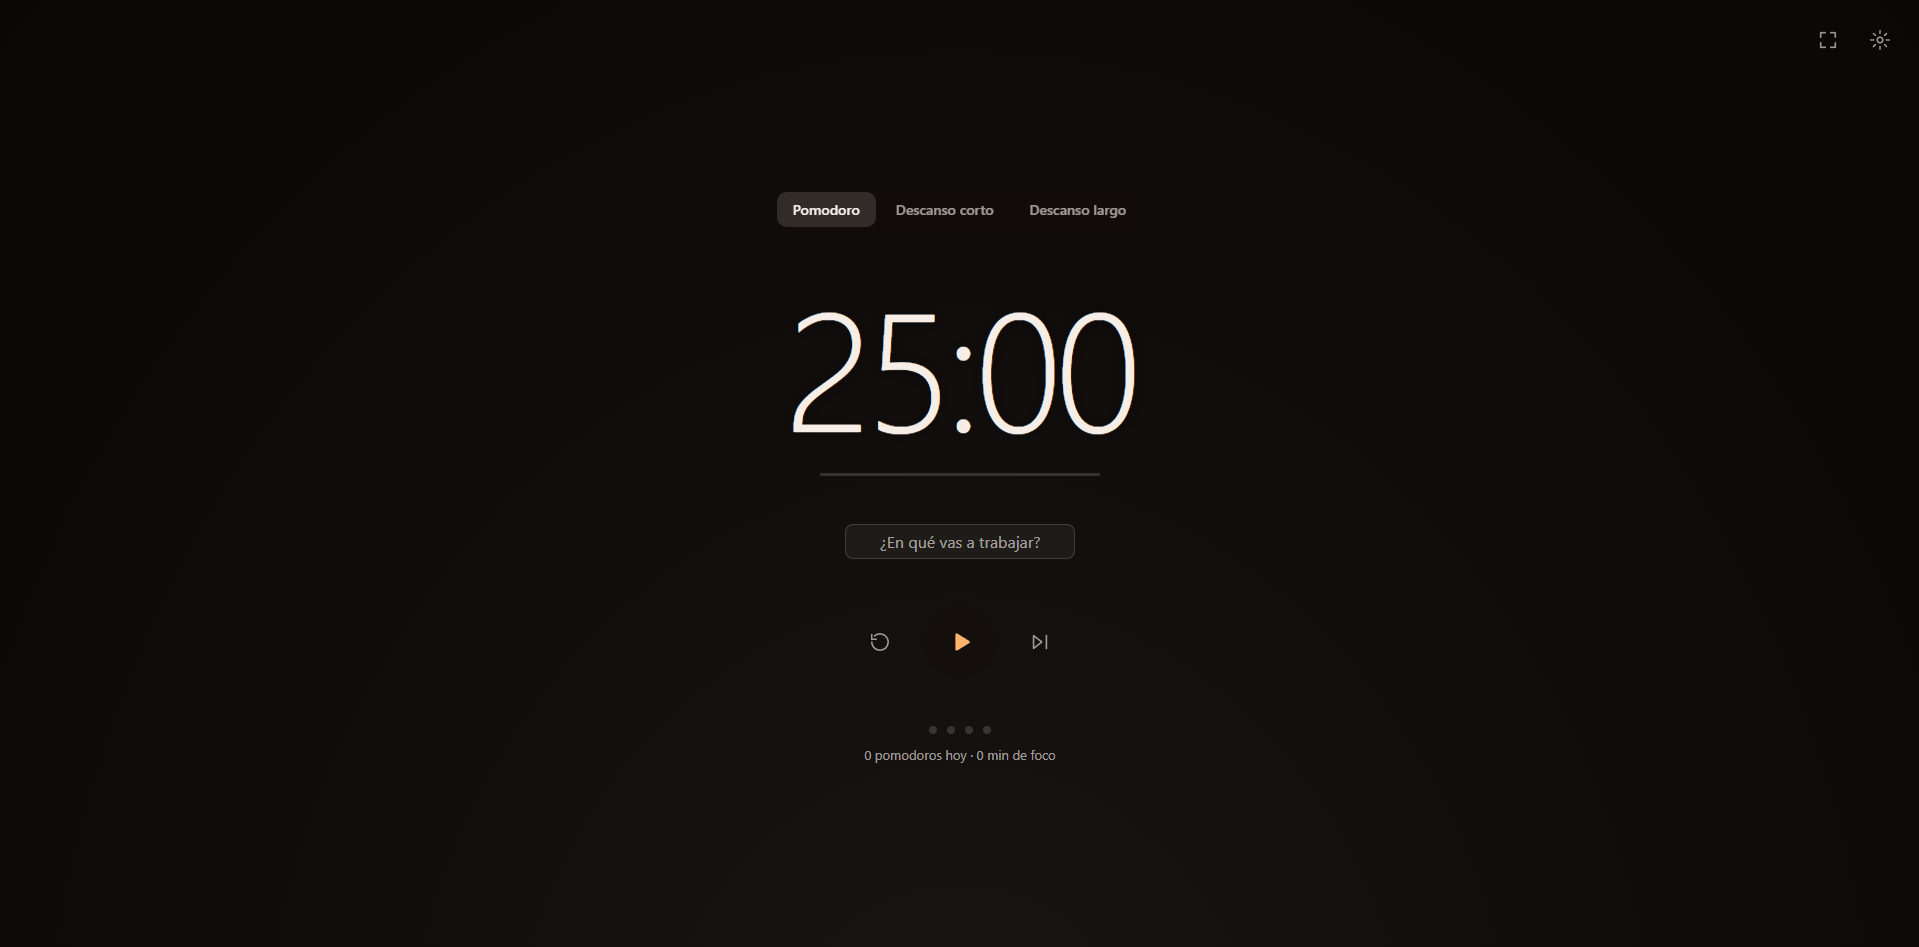 Pomodoro Descanso corto Descanso largo
25:00
¿En qué vas a trabajar?
0 pomodoros hoy · 0 min de foco